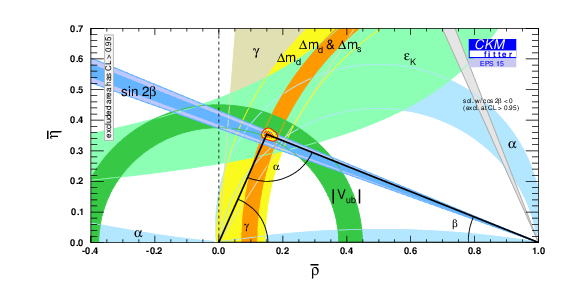 0.7
0.6
0.5
0.4
0.3
0.2
0.1
0.0
-0.4
-0.2
0.0
0.2
0.4
0.6
0.8
1.0
η̅
ρ̅
excluded area has CL > 0.95
γ
Δm_d & Δm_s
Δm_d
ε_K
CKM
fitter
EPS 15
sin 2β
sol. w/ cos 2β < 0
(excl. at CL > 0.95)
α
α
|V_ub|
α
γ
β